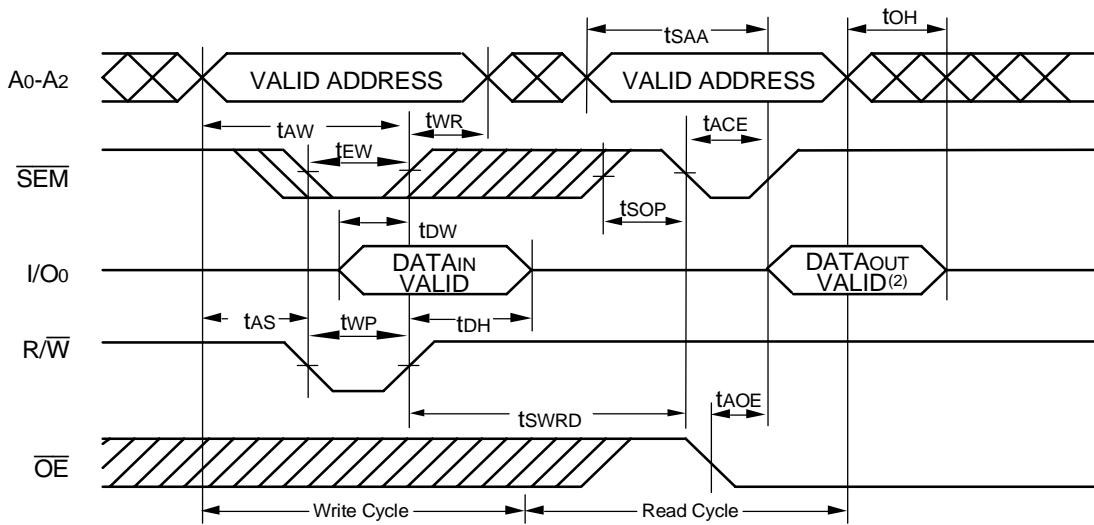 tOH
tSAA
A0-A2
VALID ADDRESS
VALID ADDRESS
tAW
tWR
tACE
tEW
SEM
tSOP
tDW
I/O0
DATAIN
VALID
DATAOUT
VALID(2)
tAS
tWP
tDH
R/W
tSWRD
tAOE
OE
Write Cycle
Read Cycle